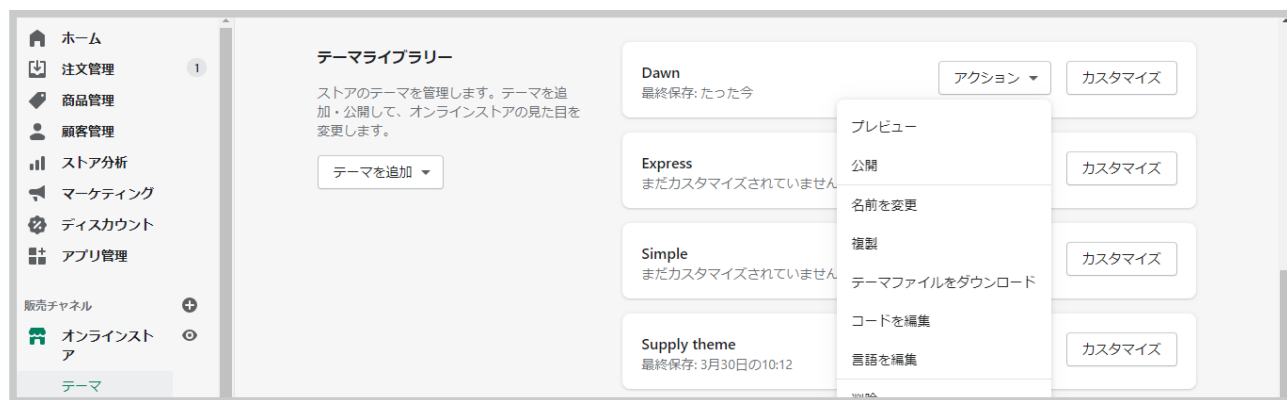 ホーム
注文管理
1
商品管理
顧客管理
ストア分析
マーケティング
ディスカウント
アプリ管理
販売チャネル
オンラインスト
ア
テーマ
テーマライブラリー
ストアのテーマを管理します。テーマを追
加・公開して、オンラインストアの見た目を
変更します。
テーマを追加
Dawn
最終保存: たった今
アクション
カスタマイズ
プレビュー
公開
名前を変更
複製
テーマファイルをダウンロード
コードを編集
言語を編集
削除
Express
まだカスタマイズされていません
カスタマイズ
Simple
まだカスタマイズされていません
カスタマイズ
Supply theme
最終保存: 3月30日の10:12
カスタマイズ